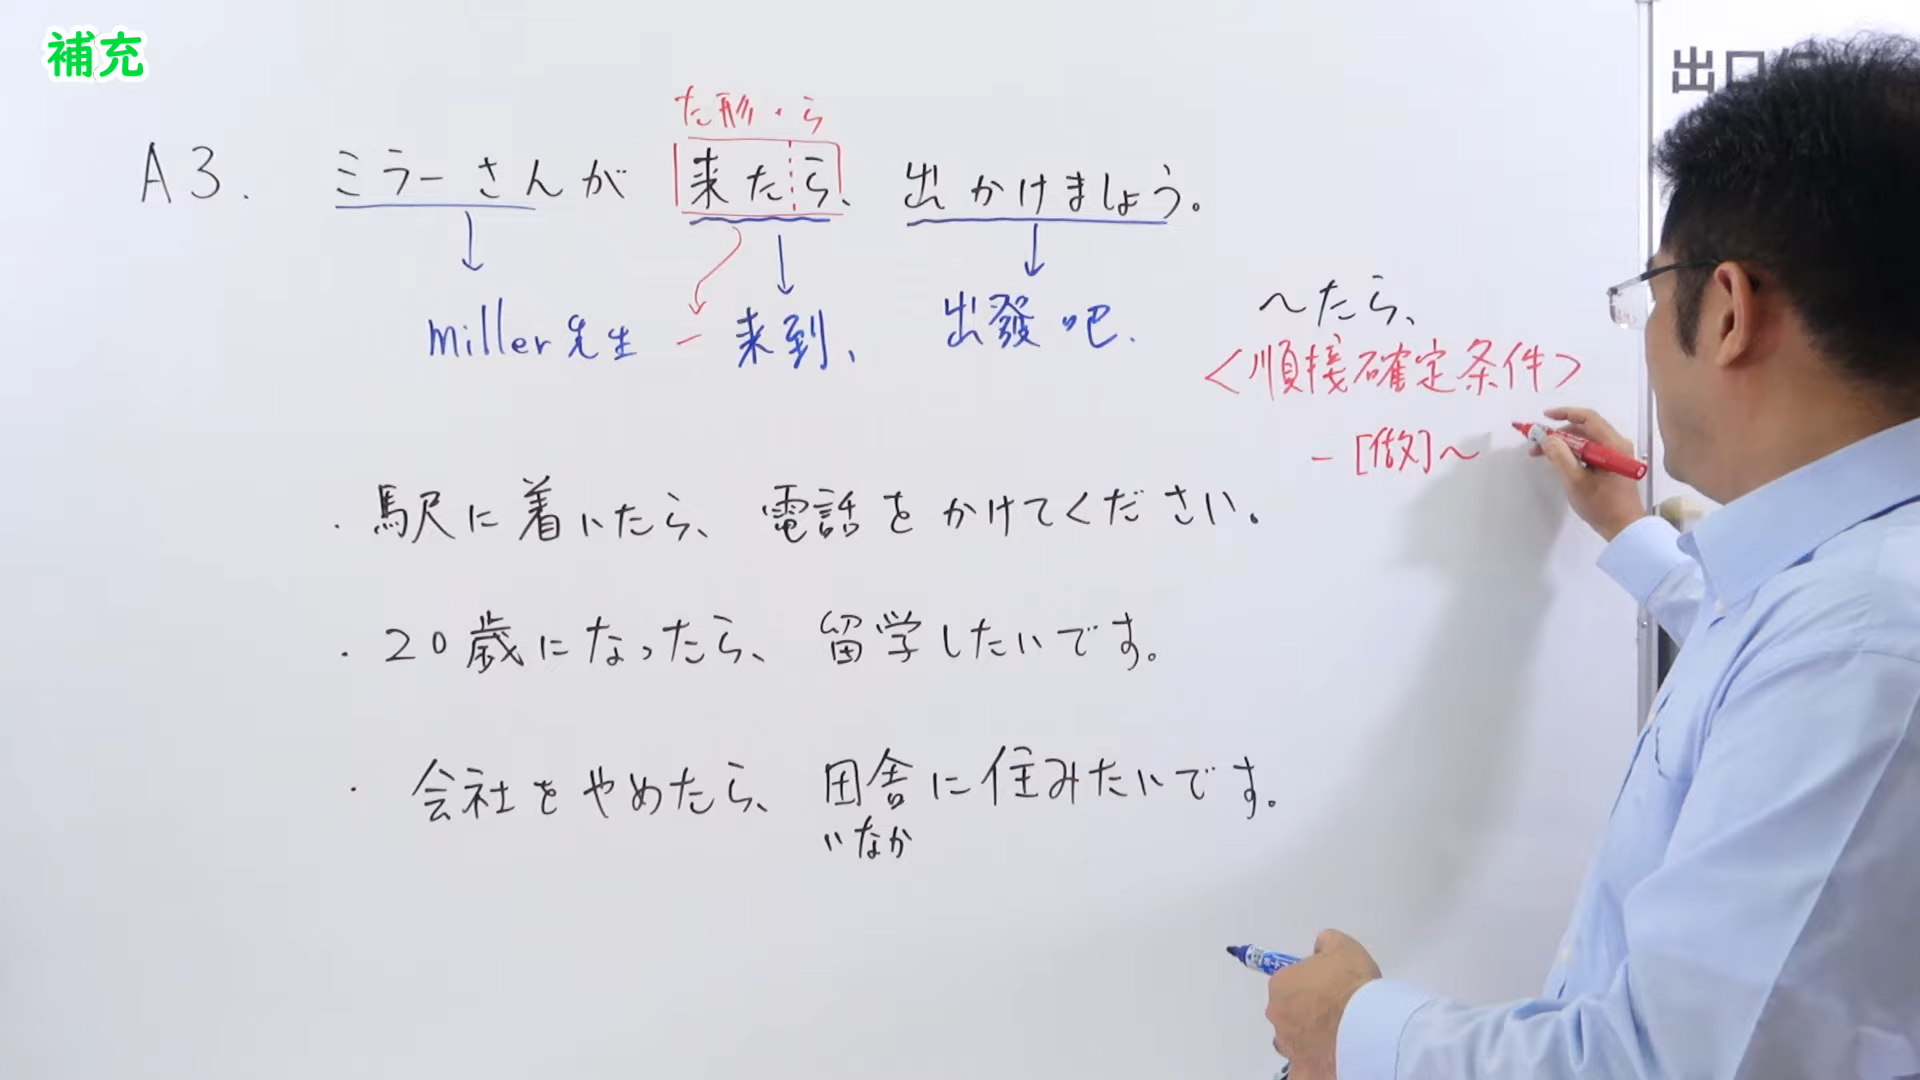 補充
出口
た形・ら
A3. ミラーさんが 来たら、出かけましょう。
miller先生 一来到、 出發吧.
〜たら、
<順接確定条件>
一[做]〜
・駅に着いたら、電話をかけてください。
・20歳になったら、留学したいです。
・会社をやめたら、田舎に住みたいです。
いなか